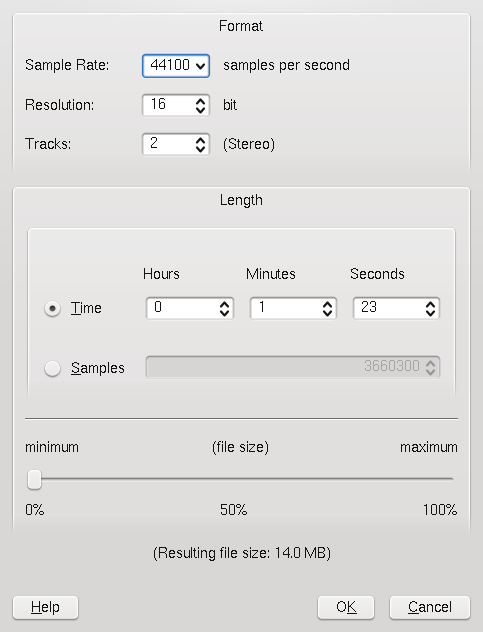 Format
Sample Rate: 44100 samples per second
Resolution: 16 bit
Tracks: 2 (Stereo)
Length
Hours Minutes Seconds
Time 0 1 23
Samples 3660300
minimum (file size) maximum
0% 50% 100%
(Resulting file size: 14.0 MB)
Help OK Cancel